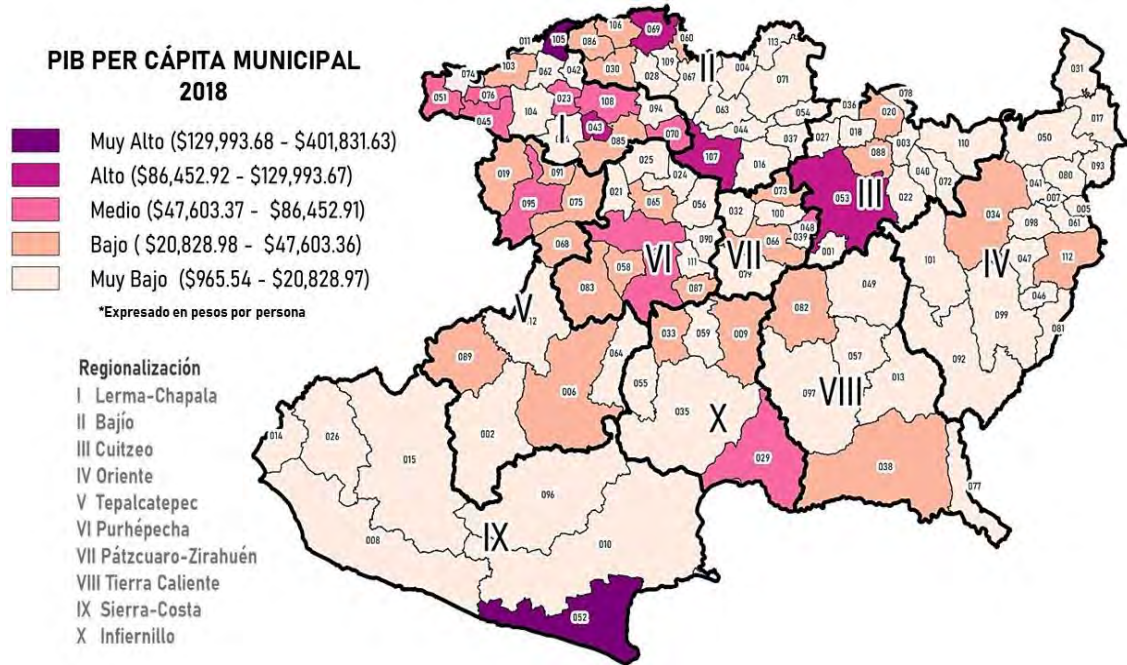 PIB PER CÁPITA MUNICIPAL
2018
Muy Alto ($129,993.68 - $401,831.63)
Alto ($86,452.92 - $129,993.67)
Medio ($47,603.37 - $86,452.91)
Bajo ( $20,828.98 - $47,603.36)
Muy Bajo ($965.54 - $20,828.97)
*Expresado en pesos por persona
Regionalización
I Lerma-Chapala
II Bajío
III Cuitzeo
IV Oriente
V Tepalcatepec
VI Purhépecha
VII Pátzcuaro-Zirahuén
VIII Tierra Caliente
IX Sierra-Costa
X Infiernillo
011 105 086 106 069 060
074 103 062 042 030 028 109 067 II 004 113 071
051 076 045 104 023 108 094 063 054
I 043 085 070 107 044 037 016
031 017 050 093 080 007 041 005 061
036 078 020 027 018 088 003 110 040 072 022
053 III 001
019 091 095 075 068
025 024 021 065 056 090 058 VI 111 087 083
073 032 100 048 066 039 VII 079
034 098 047 IV 112 046 101 099 081 092
V 12 089 064 006 002
033 059 009 055 035 X 029
082 049 057 013 097 VIII 038 077
014 026 015 008 096 IX 010 052